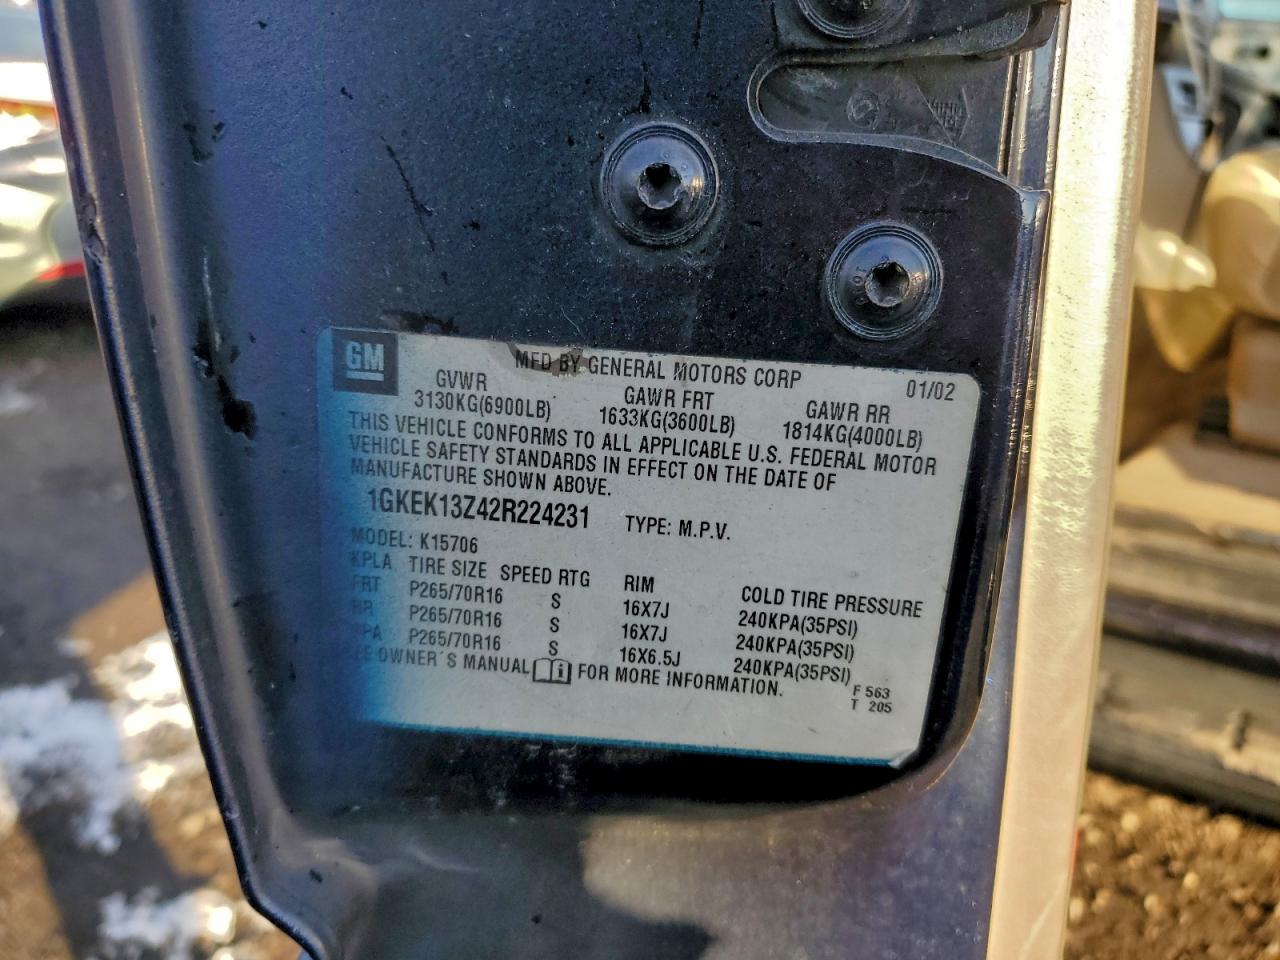 GM
MFD BY GENERAL MOTORS CORP 01/02
GVWR GAWR FRT GAWR RR
3130KG(6900LB) 1633KG(3600LB) 1814KG(4000LB)
THIS VEHICLE CONFORMS TO ALL APPLICABLE U.S. FEDERAL MOTOR
VEHICLE SAFETY STANDARDS IN EFFECT ON THE DATE OF
MANUFACTURE SHOWN ABOVE.
1GKEK13Z42R224231 TYPE: M.P.V.
MODEL: K15706
KPLA TIRE SIZE SPEED RTG RIM COLD TIRE PRESSURE
FRT P265/70R16 S 16X7J 240KPA(35PSI)
RR P265/70R16 S 16X7J 240KPA(35PSI)
P265/70R16 S 16X6.5J 240KPA(35PSI)
OWNER'S MANUAL FOR MORE INFORMATION.
F 563
T 205